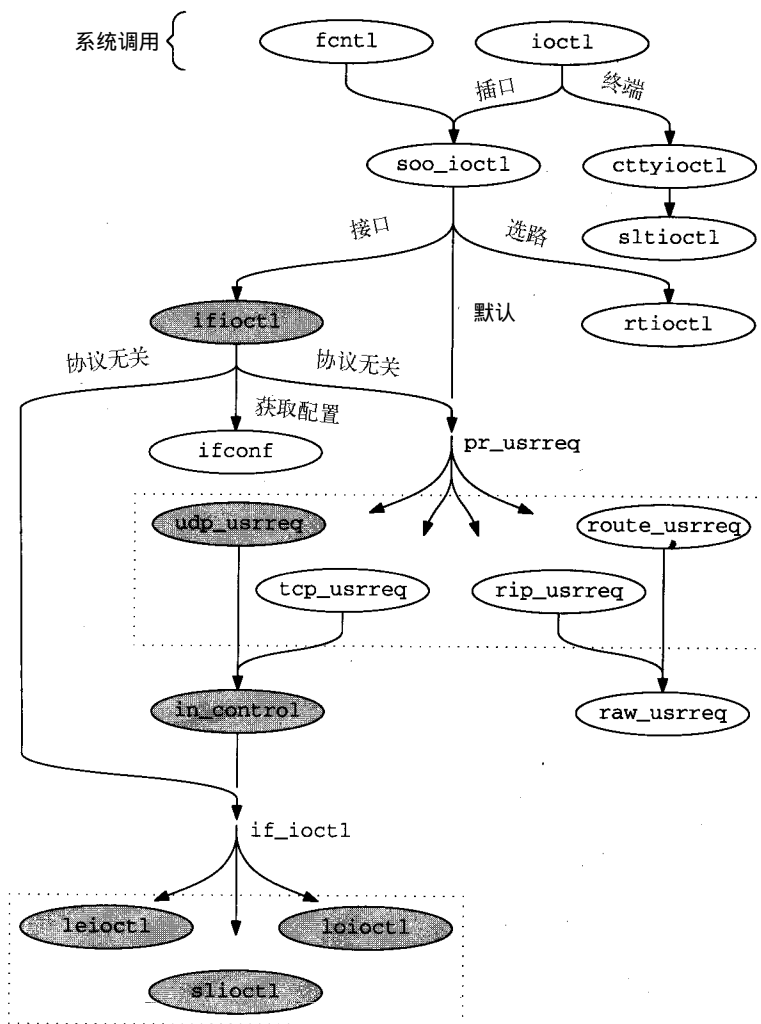 系统调用
fcntl
ioctl
插口
终端
soo_ioctl
cttyioctl
sltioctl
接口
选路
ifioctl
默认
rtioctl
协议无关
协议无关
获取配置
ifconf
pr_usrreq
udp_usrreq
route_usrreq
tcp_usrreq
rip_usrreq
in_control
raw_usrreq
if_ioctl
leioctl
loioctl
slioctl